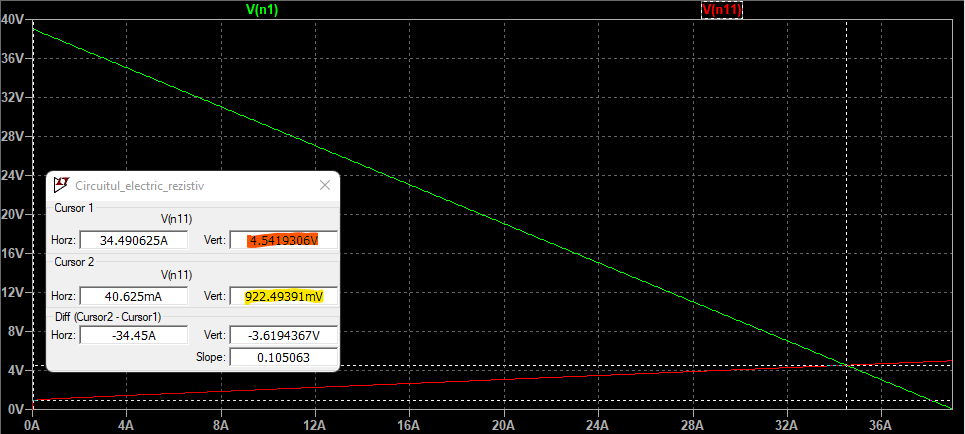 V(n1) V(n11)
40V
36V
32V
28V
24V
20V
16V
12V
8V
4V
0V
Circuitul_electric_rezistiv
Cursor 1
V(n11)
Horz: 34.490625A Vert: 4.5419306V
Cursor 2
V(n11)
Horz: 40.625mA Vert: 922.49391mV
Diff (Cursor2 - Cursor1)
Horz: -34.45A Vert: -3.6194367V
Slope: 0.105063
0A 4A 8A 12A 16A 20A 24A 28A 32A 36A